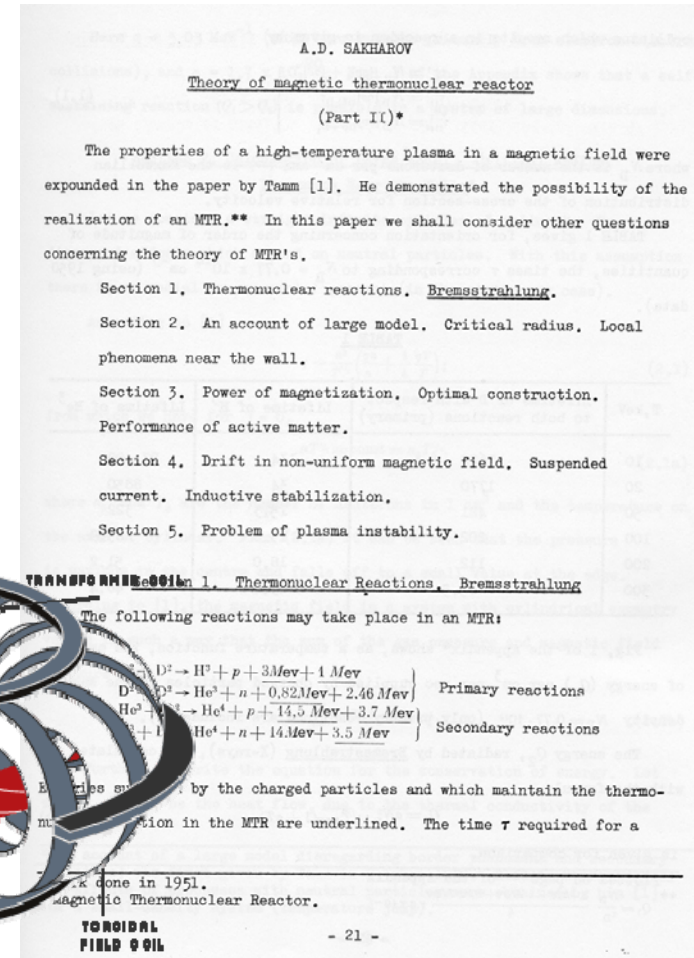 A.D. SAKHAROV
Theory of magnetic thermonuclear reactor
(Part II)*
The properties of a high-temperature plasma in a magnetic field were
expounded in the paper by Tamm [1]. He demonstrated the possibility of the
realization of an MTR.** In this paper we shall consider other questions
concerning the theory of MTR's.
Section 1. Thermonuclear reactions. Bremsstrahlung.
Section 2. An account of large model. Critical radius. Local
phenomena near the wall.
Section 3. Power of magnetization. Optimal construction.
Performance of active matter.
Section 4. Drift in non-uniform magnetic field. Suspended
current. Inductive stabilization.
Section 5. Problem of plasma instability.
TRANSFORMER COIL
1. Thermonuclear Reactions. Bremsstrahlung
The following reactions may take place in an MTR:
D² → H³ + p + 3Mev + 1 Mev
→ He³ + n + 0.82Mev + 2.46 Mev
Primary reactions
He³ → He⁴ + p + 14,5 Mev + 3.7 Mev
→ He⁴ + n + 14Mev + 3.5 Mev
Secondary reactions
by the charged particles and which maintain the thermo-
in the MTR are underlined. The time τ required for a
done in 1951.
Magnetic Thermonuclear Reactor.
TOROIDAL
FIELD COIL
- 21 -